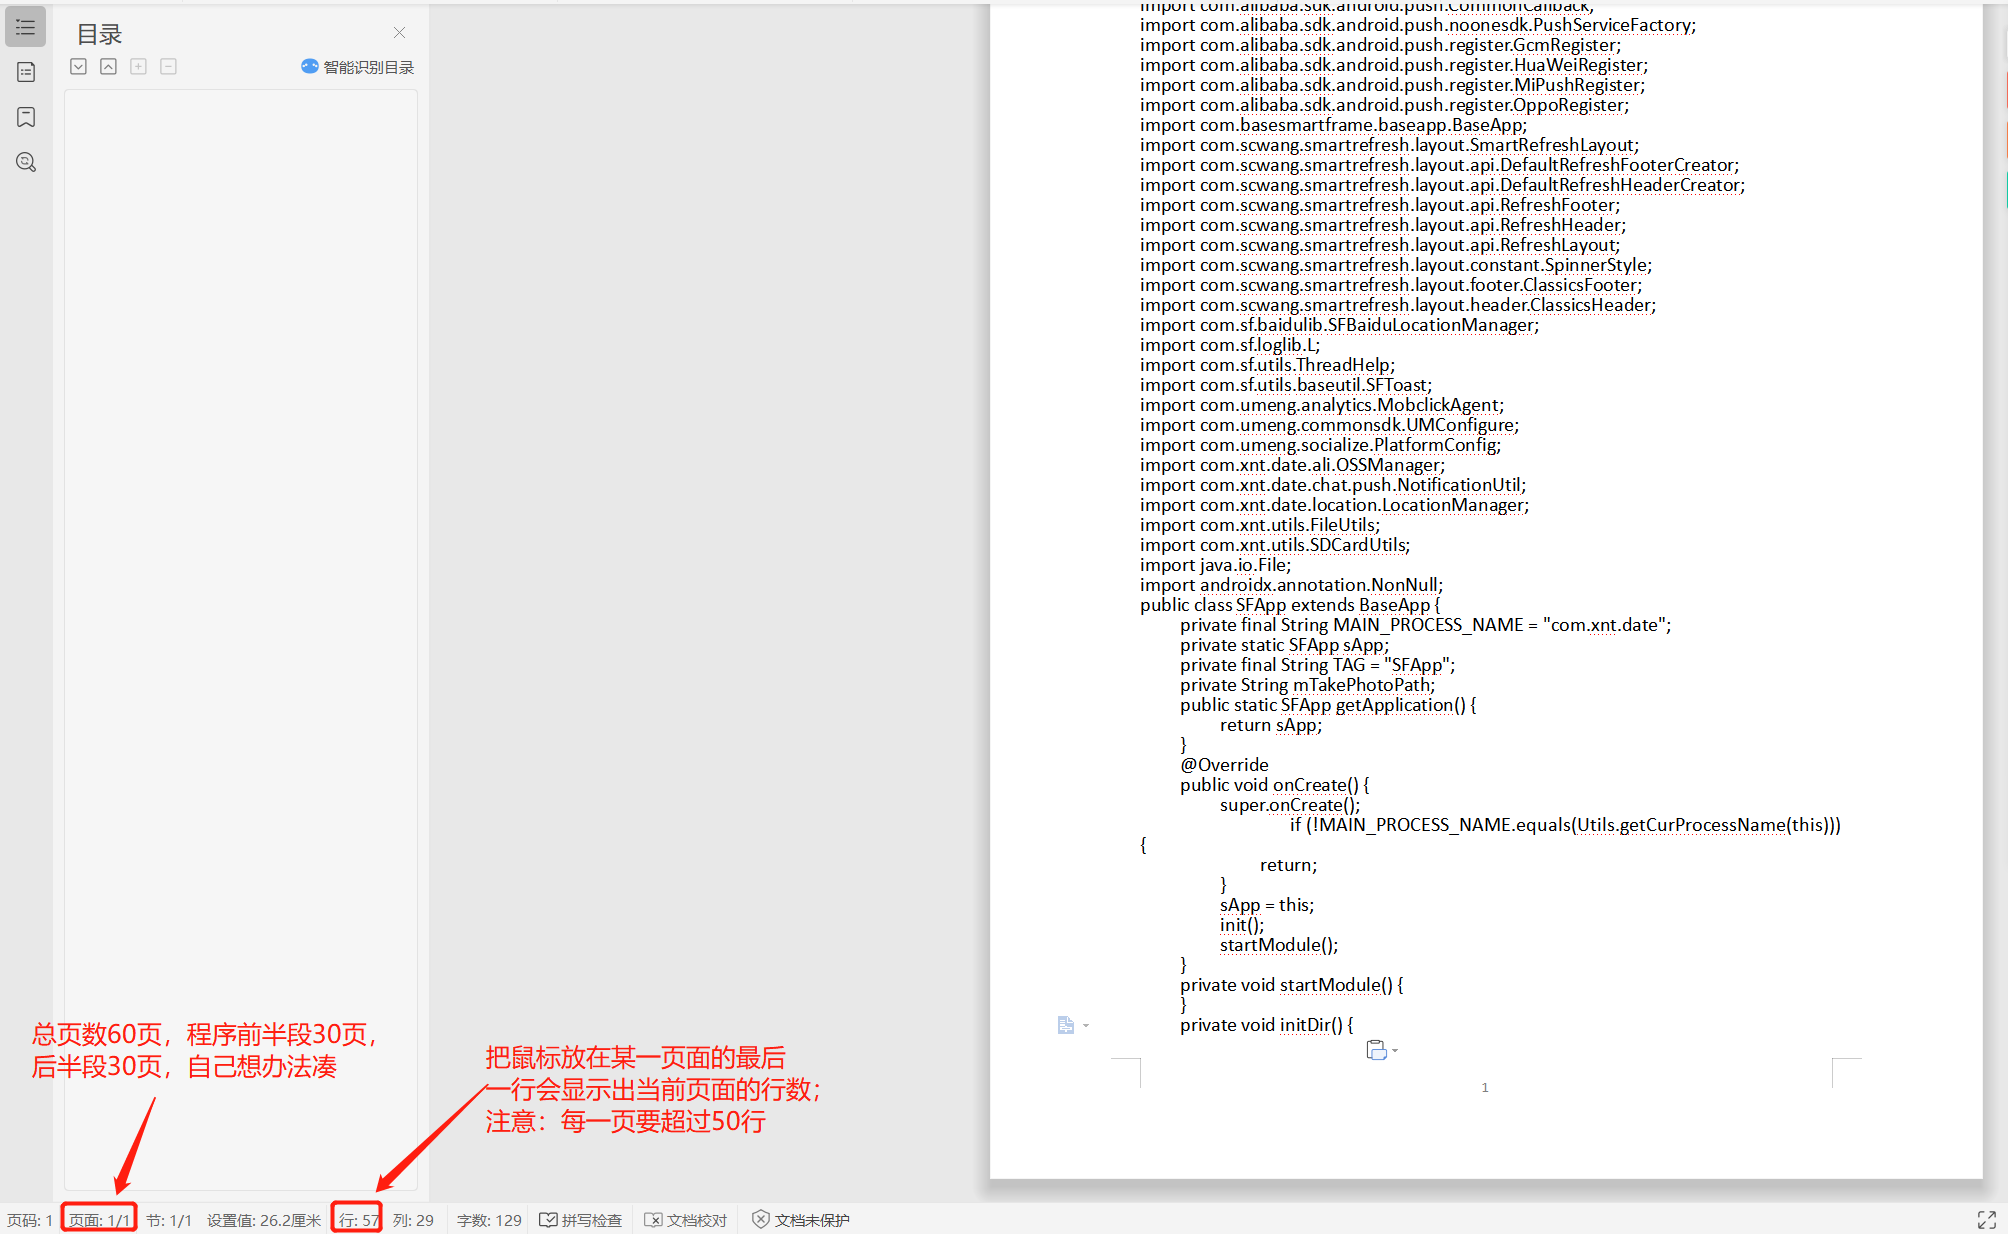 目录
智能识别目录
import com.alibaba.sdk.android.push.CommonCallback;
import com.alibaba.sdk.android.push.noonesdk.PushServiceFactory;
import com.alibaba.sdk.android.push.register.GcmRegister;
import com.alibaba.sdk.android.push.register.HuaWeiRegister;
import com.alibaba.sdk.android.push.register.MiPushRegister;
import com.alibaba.sdk.android.push.register.OppoRegister;
import com.basesmartframe.baseapp.BaseApp;
import com.scwang.smartrefresh.layout.SmartRefreshLayout;
import com.scwang.smartrefresh.layout.api.DefaultRefreshFooterCreator;
import com.scwang.smartrefresh.layout.api.DefaultRefreshHeaderCreator;
import com.scwang.smartrefresh.layout.api.RefreshFooter;
import com.scwang.smartrefresh.layout.api.RefreshHeader;
import com.scwang.smartrefresh.layout.api.RefreshLayout;
import com.scwang.smartrefresh.layout.constant.SpinnerStyle;
import com.scwang.smartrefresh.layout.footer.ClassicsFooter;
import com.scwang.smartrefresh.layout.header.ClassicsHeader;
import com.sf.baidulib.SFBaiduLocationManager;
import com.sf.loglib.L;
import com.sf.utils.ThreadHelp;
import com.sf.utils.baseutil.SFToast;
import com.umeng.analytics.MobclickAgent;
import com.umeng.commonsdk.UMConfigure;
import com.umeng.socialize.PlatformConfig;
import com.xnt.date.ali.OSSManager;
import com.xnt.date.chat.push.NotificationUtil;
import com.xnt.date.location.LocationManager;
import com.xnt.utils.FileUtils;
import com.xnt.utils.SDCardUtils;
import java.io.File;
import androidx.annotation.NonNull;
public class SFApp extends BaseApp {
private final String MAIN_PROCESS_NAME = "com.xnt.date";
private static SFApp sApp;
private final String TAG = "SFApp";
private String mTakePhotoPath;
public static SFApp getApplication() {
return sApp;
}
@Override
public void onCreate() {
super.onCreate();
if (!MAIN_PROCESS_NAME.equals(Utils.getCurProcessName(this)))
{
return;
}
sApp = this;
init();
startModule();
}
private void startModule() {
}
private void initDir() {
1
总页数60页，程序前半段30页，
后半段30页，自己想办法凑
把鼠标放在某一页面的最后
一行会显示出当前页面的行数；
注意：每一页要超过50行
页码: 1 页面: 1/1 节: 1/1 设置值: 26.2厘米 行: 57 列: 29 字数: 129 拼写检查 文档校对 文档未保护